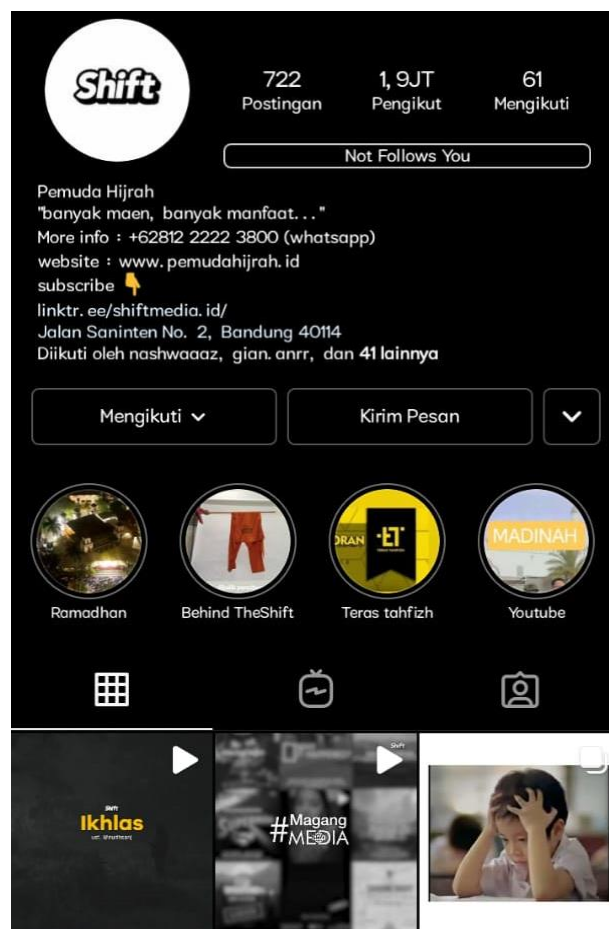 Shift
722 1, 9JT 61
Postingan Pengikut Mengikuti
Not Follows You
Pemuda Hijrah
"banyak maen, banyak manfaat..."
More info : +62812 2222 3800 (whatsapp)
website : www. pemudahijrah. id
subscribe 👇
linktr. ee/shiftmedia. id/
Jalan Saninten No. 2, Bandung 40114
Diikuti oleh nashwaaaz, gian. anrr, dan 41 lainnya
Mengikuti Kirim Pesan
ORAN ET MADINAH
Ramadhan Behind TheShift Teras tahfizh Youtube
Shift
Ikhlas
Shift
#Magang
MEDIA